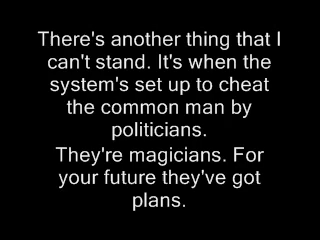 There's another thing that I
can't stand. It's when the
system's set up to cheat
the common man by
politicians.
They're magicians. For
your future they've got
plans.